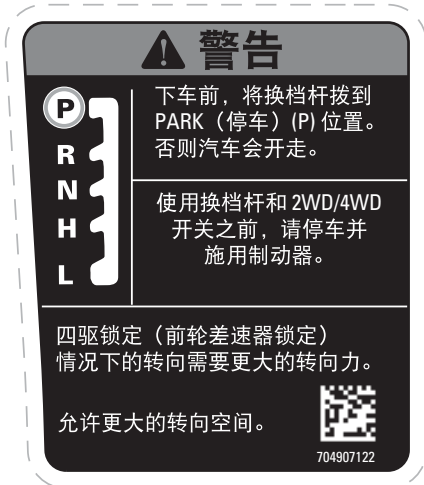 警告
P
R
N
H
L
下车前，将换档杆拨到
PARK（停车）(P) 位置。
否则汽车会开走。
使用换档杆和 2WD/4WD
开关之前，请停车并
施用制动器。
四驱锁定（前轮差速器锁定）
情况下的转向需要更大的转向力。
允许更大的转向空间。
704907122